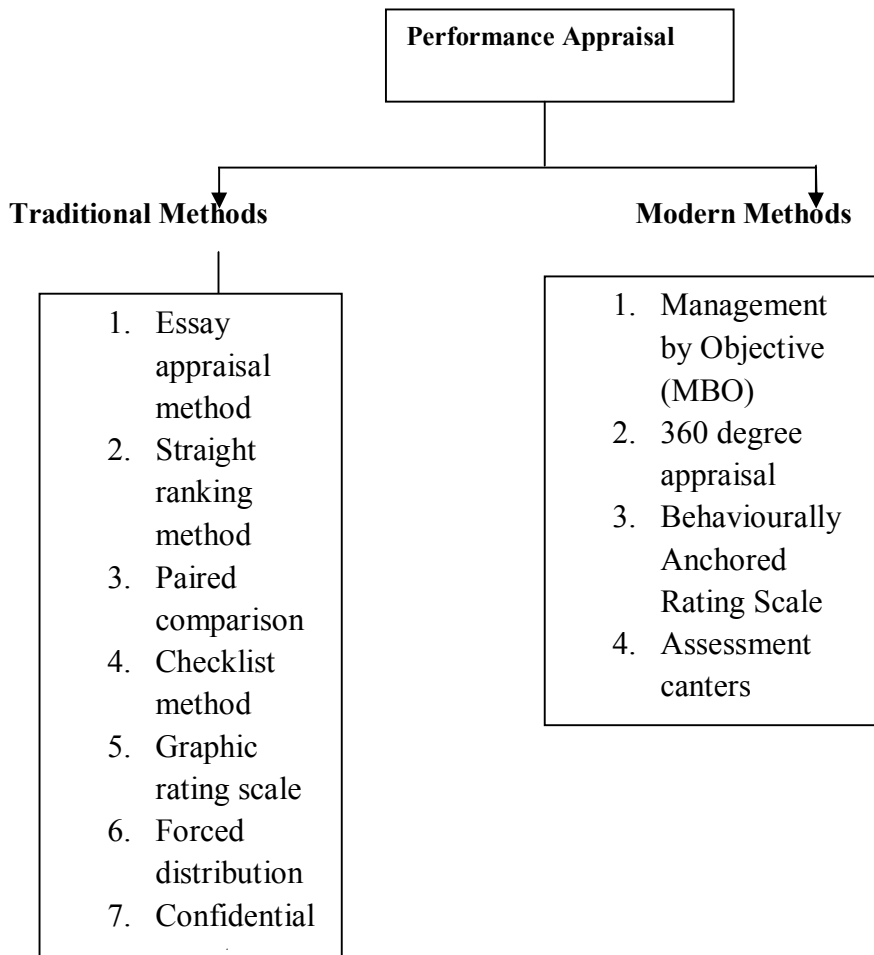 Performance Appraisal
Traditional Methods
Modern Methods
1. Essay
appraisal
method
2. Straight
ranking
method
3. Paired
comparison
4. Checklist
method
5. Graphic
rating scale
6. Forced
distribution
7. Confidential
1. Management
by Objective
(MBO)
2. 360 degree
appraisal
3. Behaviourally
Anchored
Rating Scale
4. Assessment
canters